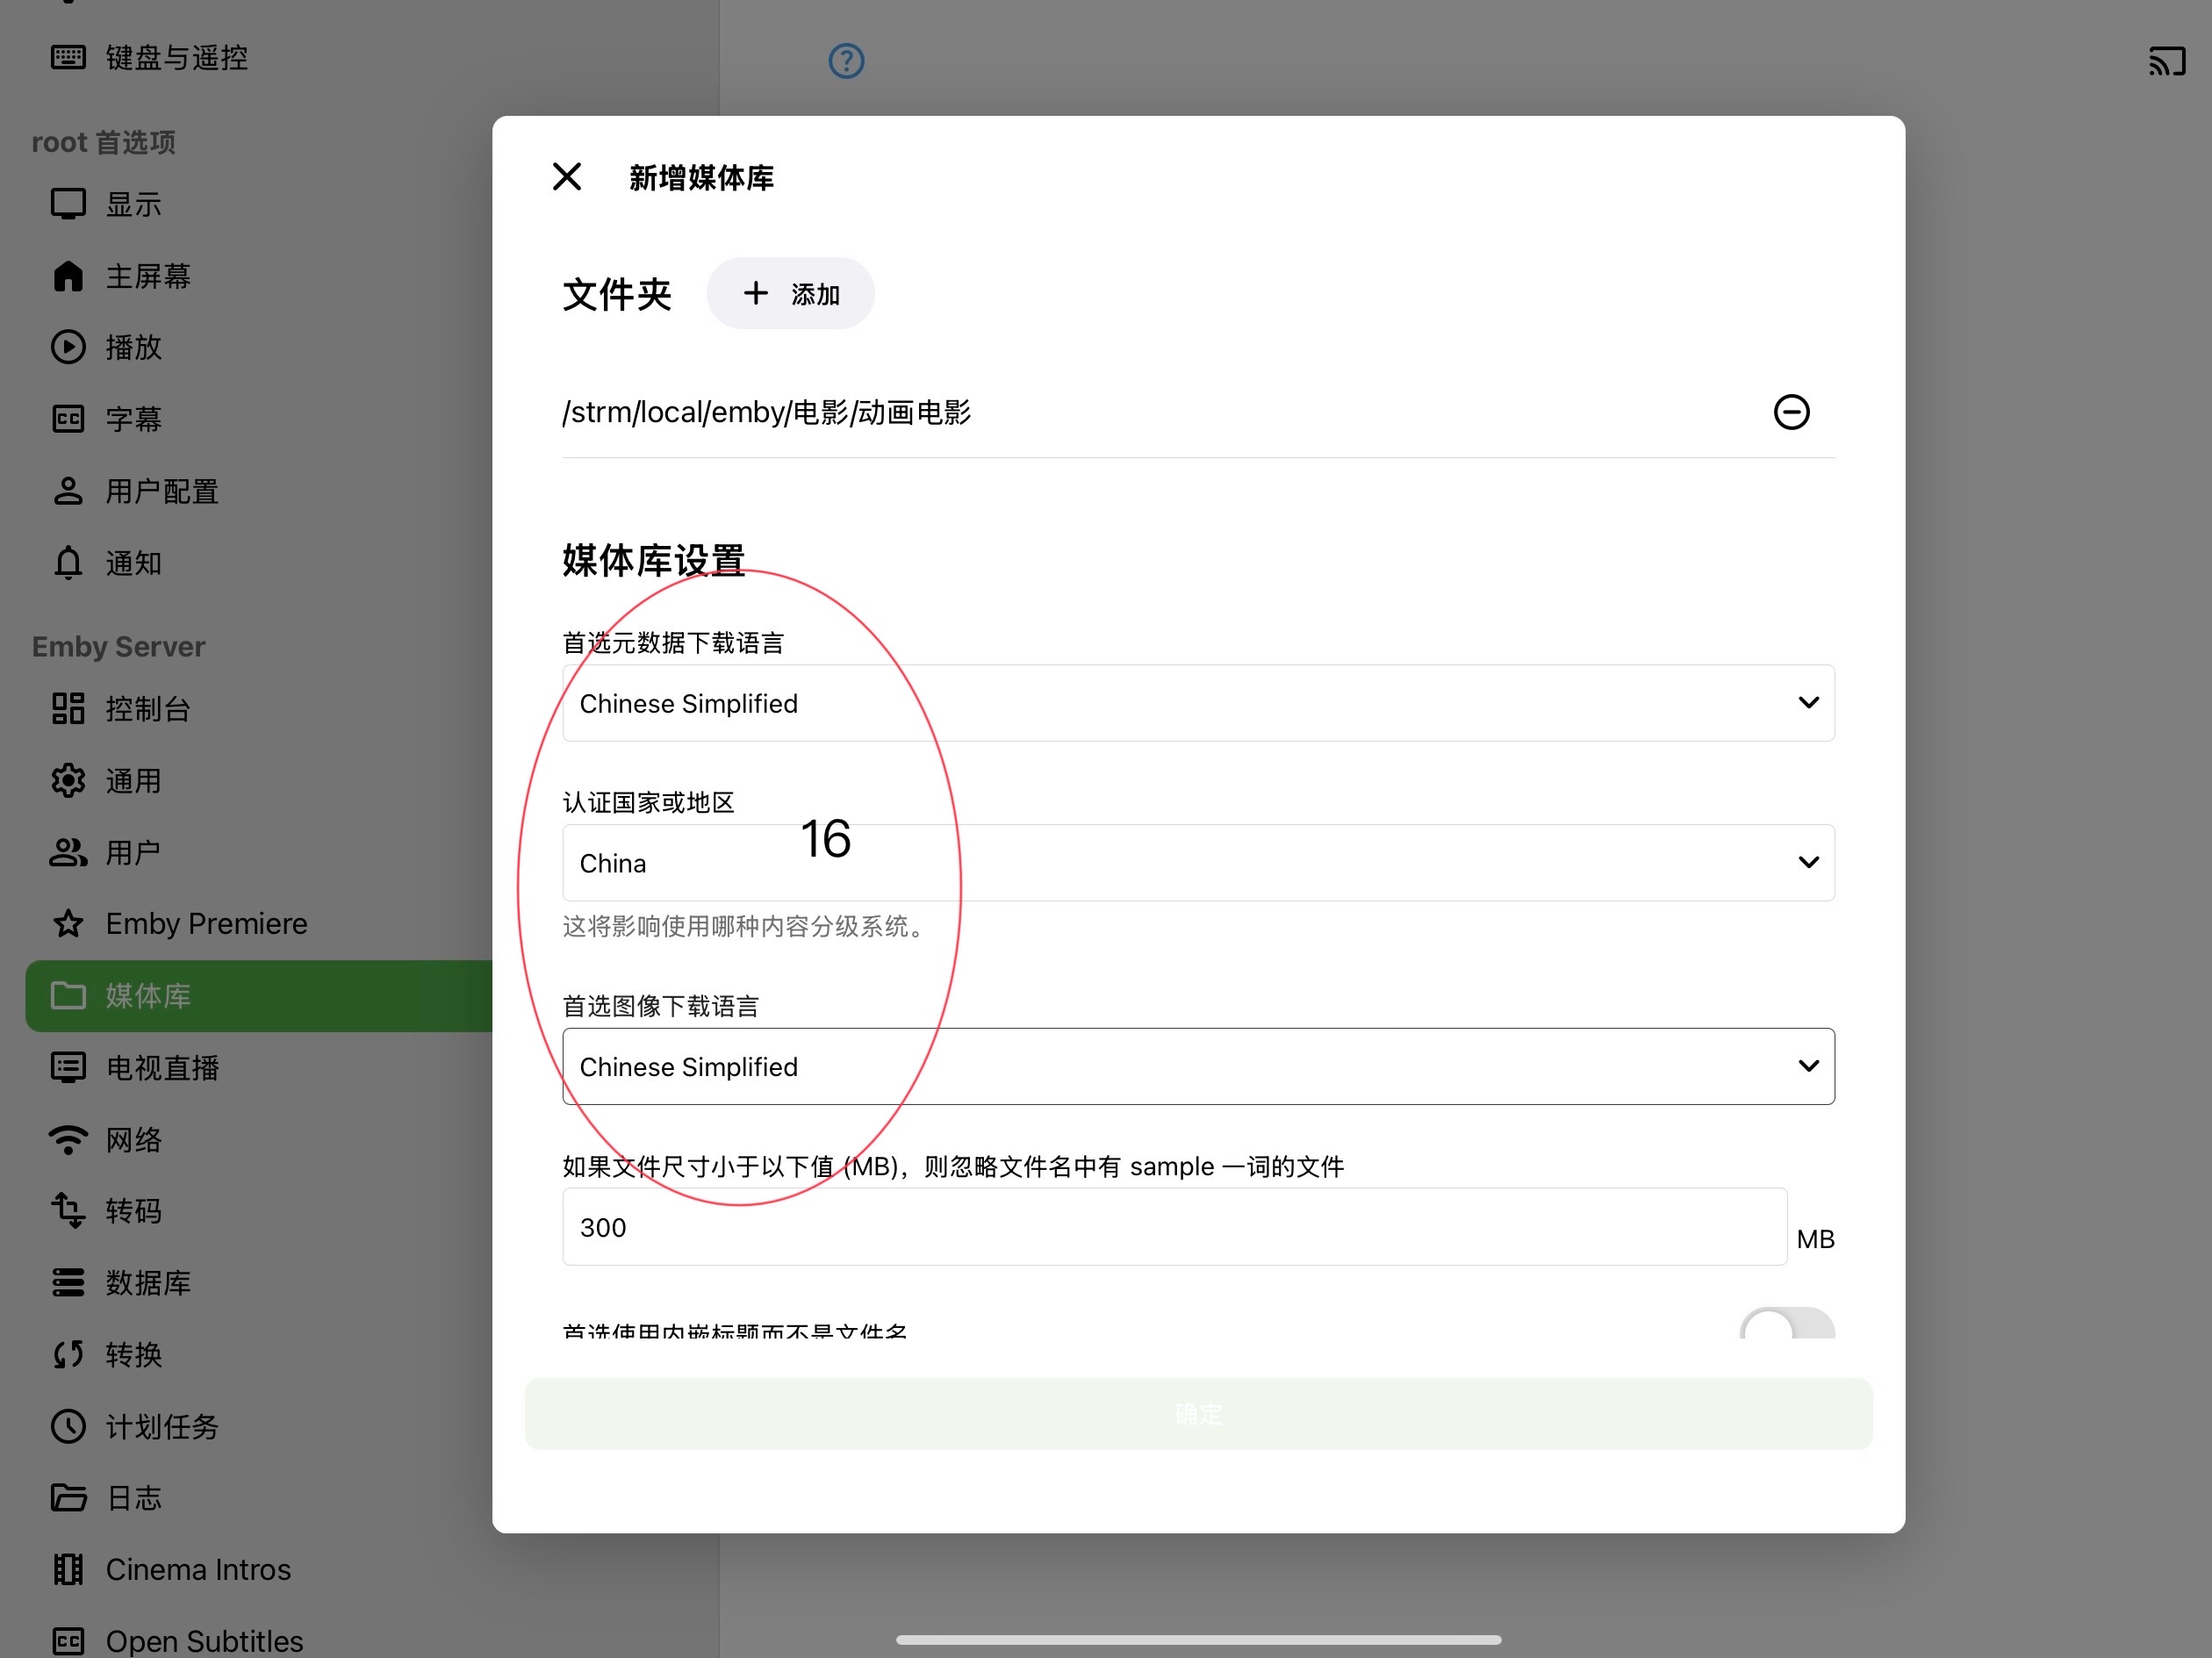 键盘与遥控
root 首选项
显示
主屏幕
播放
字幕
用户配置
通知
Emby Server
控制台
通用
用户
Emby Premiere
媒体库
电视直播
网络
转码
数据库
转换
计划任务
日志
Cinema Intros
Open Subtitles
新增媒体库
文件夹
添加
/strm/local/emby/电影/动画电影
媒体库设置
首选元数据下载语言
Chinese Simplified
认证国家或地区
16
China
这将影响使用哪种内容分级系统。
首选图像下载语言
Chinese Simplified
如果文件尺寸小于以下值 (MB)，则忽略文件名中有 sample 一词的文件
300
MB
首选使用内嵌标题而不是文件名
确定